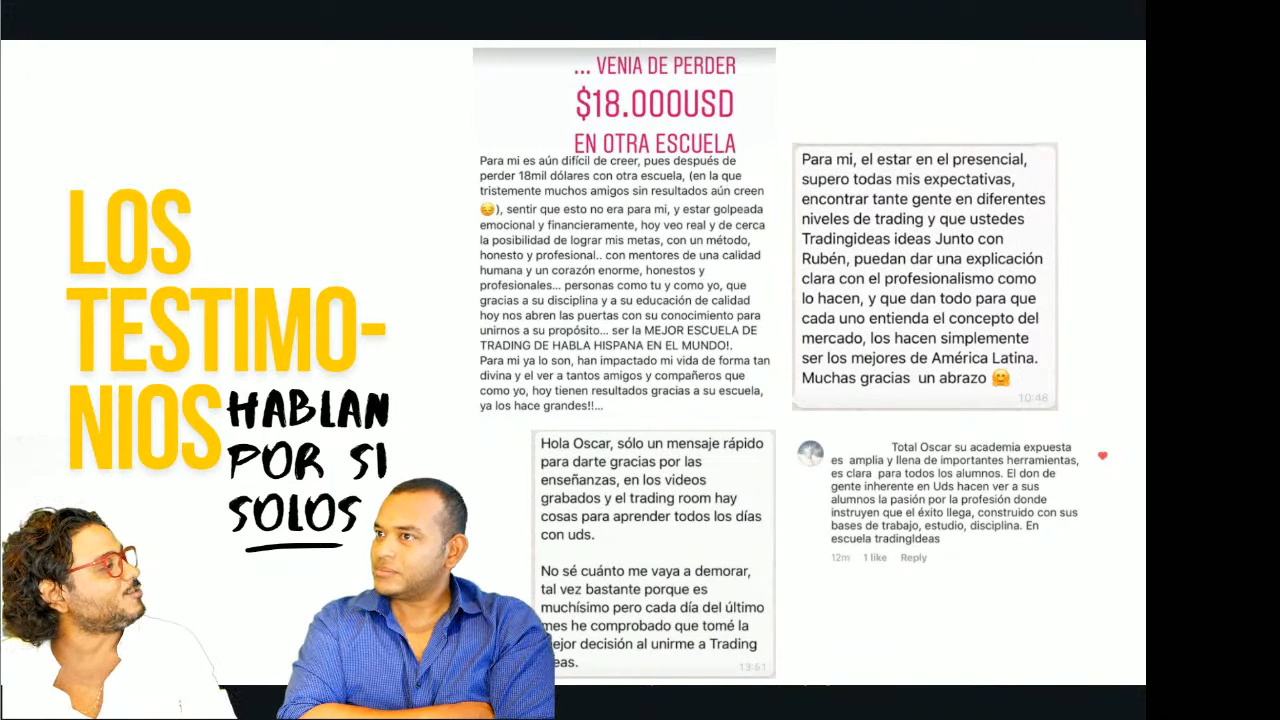 LOS
TESTIMO-
NIOS
HABLAN
POR SI
SOLOS
... VENIA DE PERDER
$18.000USD
EN OTRA ESCUELA
Para mi es aún difícil de creer, pues después de
perder 18mil dólares con otra escuela, (en la que
tristemente muchos amigos sin resultados aún creen
😔), sentir que esto no era para mi, y estar golpeada
emocional y financieramente, hoy veo real y de cerca
la posibilidad de lograr mis metas, con un método,
honesto y profesional.. con mentores de una calidad
humana y un corazón enorme, honestos y
profesionales... personas como tu y como yo, que
gracias a su disciplina y a su educación de calidad
hoy nos abren las puertas con su conocimiento para
unirnos a su propósito... ser la MEJOR ESCUELA DE
TRADING DE HABLA HISPANA EN EL MUNDO!.
Para mi ya lo son, han impactado mi vida de forma tan
divina y el ver a tantos amigos y compañeros que
como yo, hoy tienen resultados gracias a su escuela,
ya los hace grandes!!...
Hola Oscar, sólo un mensaje rápido
para darte gracias por las
enseñanzas, en los videos
grabados y el trading room hay
cosas para aprender todos los días
con uds.
No sé cuánto me vaya a demorar,
tal vez bastante porque es
muchísimo pero cada día del último
mes he comprobado que tomé la
ejor decisión al unirme a Trading
eas.
13:51
Para mi, el estar en el presencial,
supero todas mis expectativas,
encontrar tante gente en diferentes
niveles de trading y que ustedes
Tradingideas ideas Junto con
Rubén, puedan dar una explicación
clara con el profesionalismo como
lo hacen, y que dan todo para que
cada uno entienda el concepto del
mercado, los hacen simplemente
ser los mejores de América Latina.
Muchas gracias un abrazo 🤗
10:48
Total Oscar su academia expuesta
es amplia y llena de importantes herramientas,
es clara para todos los alumnos. El don de
gente inherente en Uds hacen ver a sus
alumnos la pasión por la profesión donde
instruyen que el éxito llega, construido con sus
bases de trabajo, estudio, disciplina. En
escuela tradingIdeas
12m 1 like Reply